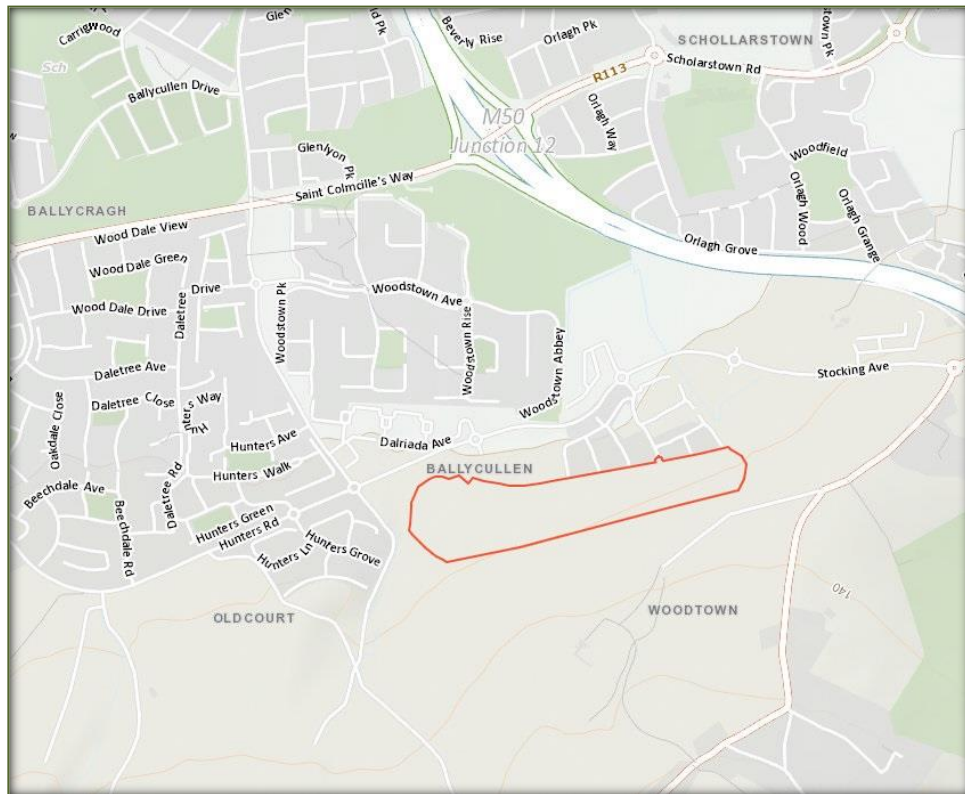 Carrigwood
Sch
Ballycullen Drive
Beverly Rise
Orlagh Pk
SCHOLLARSTOWN
Scholarstown Rd
R113
M50
Junction 12
Orlagh Way
Glenlyon Pk
Saint Colmcille's Way
Woodfield
Orlagh Wood
Orlagh Grange
BALLYCRAGH
Wood Dale View
Orlagh Grove
Wood Dale Green
Daletree Drive
Wood Dale Drive
Woodstown Pk
Woodstown Ave
Woodstown Rise
Woodstown Abbey
Stocking Ave
Daletree Ave
Daletree Close
Hunters Way
Oakdale Close
Hunters Ave
Dalriada Ave
BALLYCULLEN
Hunters Walk
Beechdale Ave
Daletree Rd
Beechdale Rd
Hunters Green
Hunters Rd
Hunters Ln
Hunters Grove
OLDCOURT
WOODTOWN
140